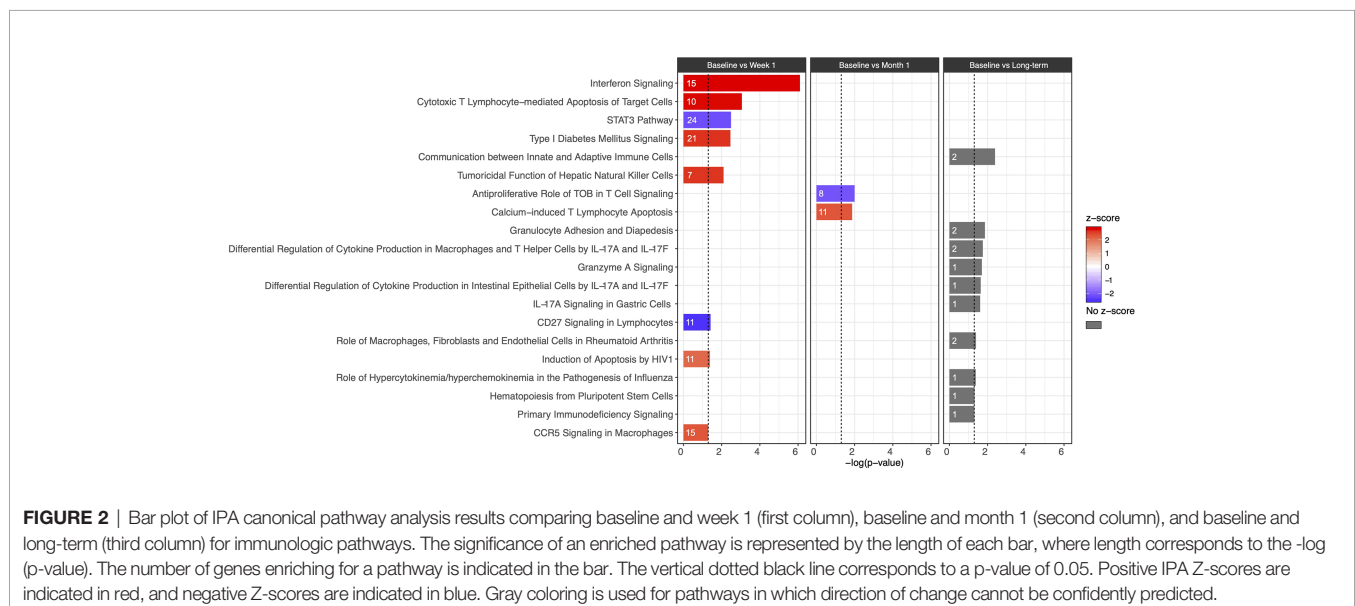 Baseline vs Week 1 Baseline vs Month 1 Baseline vs Long-term
Interferon Signaling 15
Cytotoxic T Lymphocyte-mediated Apoptosis of Target Cells 10
STAT3 Pathway 24
Type I Diabetes Mellitus Signaling 21
Communication between Innate and Adaptive Immune Cells 2
Tumoricidal Function of Hepatic Natural Killer Cells 7
Antiproliferative Role of TOB in T Cell Signaling 8
Calcium-induced T Lymphocyte Apoptosis 11
Granulocyte Adhesion and Diapedesis 2
Differential Regulation of Cytokine Production in Macrophages and T Helper Cells by IL-17A and IL-17F 2
Granzyme A Signaling 1
Differential Regulation of Cytokine Production in Intestinal Epithelial Cells by IL-17A and IL-17F 1
IL-17A Signaling in Gastric Cells 1
CD27 Signaling in Lymphocytes 11
Role of Macrophages, Fibroblasts and Endothelial Cells in Rheumatoid Arthritis 2
Induction of Apoptosis by HIV1 11
Role of Hypercytokinemia/hyperchemokinemia in the Pathogenesis of Influenza 1
Hematopoiesis from Pluripotent Stem Cells 1
Primary Immunodeficiency Signaling 1
CCR5 Signaling in Macrophages 15
0 2 4 6 0 2 4 6 0 2 4 6
-log(p-value)
z-score
2
1
0
-1
-2
No z-score
FIGURE 2 | Bar plot of IPA canonical pathway analysis results comparing baseline and week 1 (first column), baseline and month 1 (second column), and baseline and
long-term (third column) for immunologic pathways. The significance of an enriched pathway is represented by the length of each bar, where length corresponds to the -log
(p-value). The number of genes enriching for a pathway is indicated in the bar. The vertical dotted black line corresponds to a p-value of 0.05. Positive IPA Z-scores are
indicated in red, and negative Z-scores are indicated in blue. Gray coloring is used for pathways in which direction of change cannot be confidently predicted.